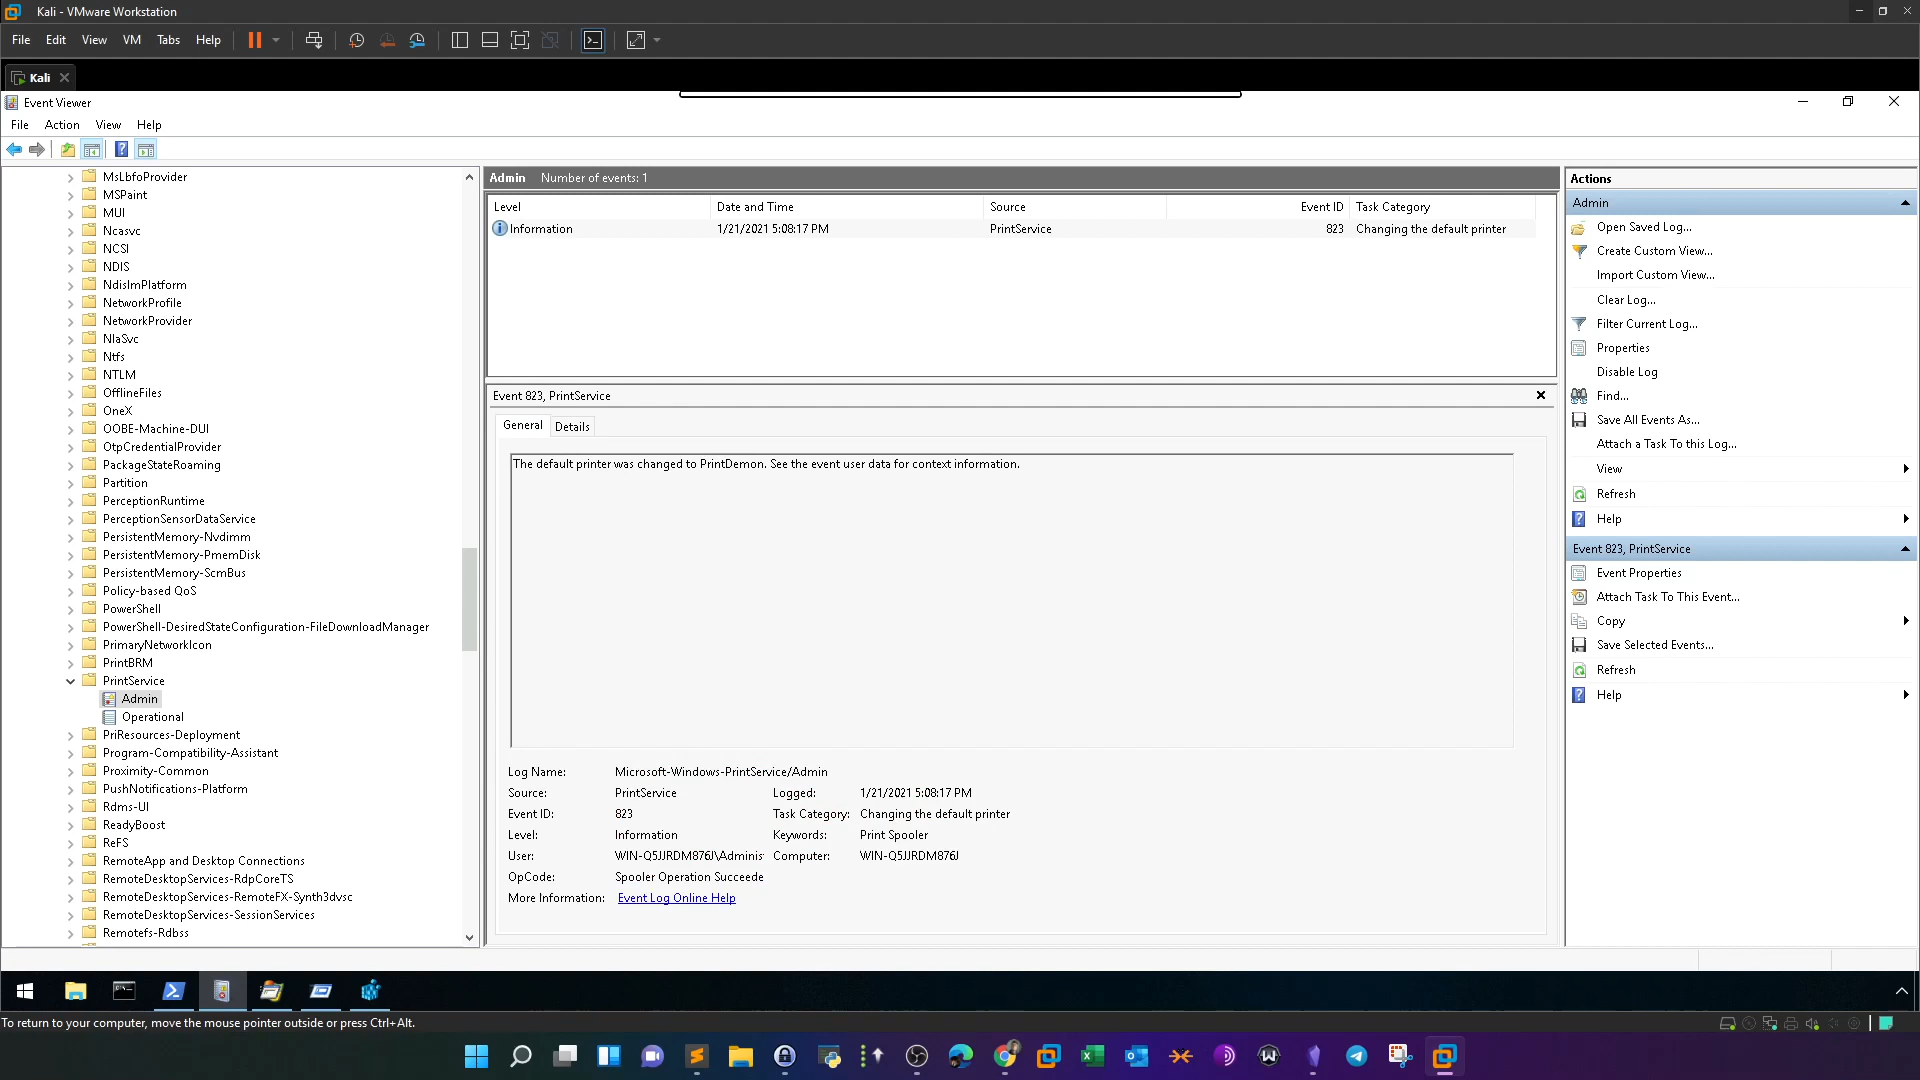 Kali - VMware Workstation
File Edit View VM Tabs Help
Kali
Event Viewer
File Action View Help
MsLbfoProvider
MSPaint
MUI
Ncasvc
NCSI
NDIS
NdisImPlatform
NetworkProfile
NetworkProvider
NlaSvc
Ntfs
NTLM
OfflineFiles
OneX
OOBE-Machine-DUI
OtpCredentialProvider
PackageStateRoaming
Partition
PerceptionRuntime
PerceptionSensorDataService
PersistentMemory-Nvdimm
PersistentMemory-PmemDisk
PersistentMemory-ScmBus
Policy-based QoS
PowerShell
PowerShell-DesiredStateConfiguration-FileDownloadManager
PrimaryNetworkIcon
PrintBRM
PrintService
Admin
Operational
PriResources-Deployment
Program-Compatibility-Assistant
Proximity-Common
PushNotifications-Platform
Rdms-UI
ReadyBoost
ReFS
RemoteApp and Desktop Connections
RemoteDesktopServices-RdpCoreTS
RemoteDesktopServices-RemoteFX-Synth3dvsc
RemoteDesktopServices-SessionServices
Remotefs-Rdbss
Admin Number of events: 1
Level Date and Time Source Event ID Task Category
Information 1/21/2021 5:08:17 PM PrintService 823 Changing the default printer
Event 823, PrintService
General Details
The default printer was changed to PrintDemon. See the event user data for context information.
Log Name: Microsoft-Windows-PrintService/Admin
Source: PrintService Logged: 1/21/2021 5:08:17 PM
Event ID: 823 Task Category: Changing the default printer
Level: Information Keywords: Print Spooler
User: WIN-Q5JJRDM876J\Adminis Computer: WIN-Q5JJRDM876J
OpCode: Spooler Operation Succeede
More Information: Event Log Online Help
Actions
Admin
Open Saved Log...
Create Custom View...
Import Custom View...
Clear Log...
Filter Current Log...
Properties
Disable Log
Find...
Save All Events As...
Attach a Task To this Log...
View
Refresh
Help
Event 823, PrintService
Event Properties
Attach Task To This Event...
Copy
Save Selected Events...
Refresh
Help
To return to your computer, move the mouse pointer outside or press Ctrl+Alt.